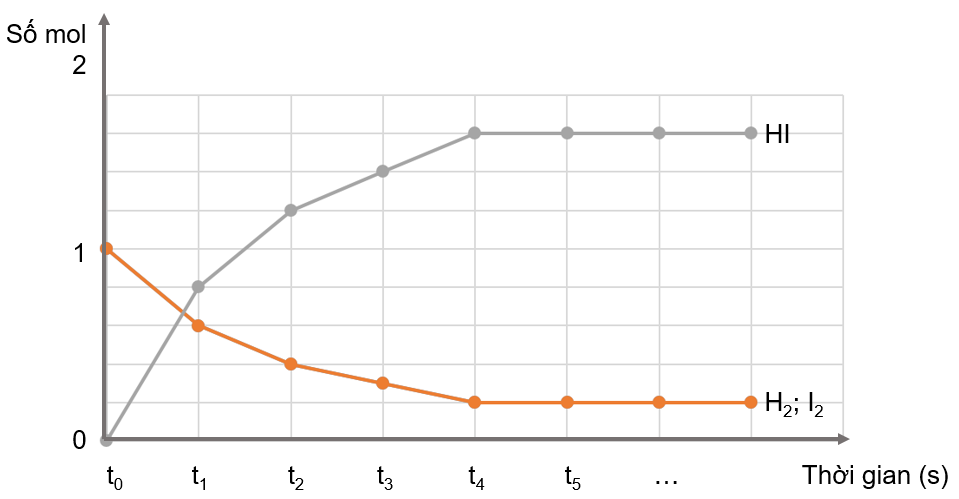 Số mol
2
1
0
HI
H₂; I₂
t₀ t₁ t₂ t₃ t₄ t₅ ... Thời gian (s)